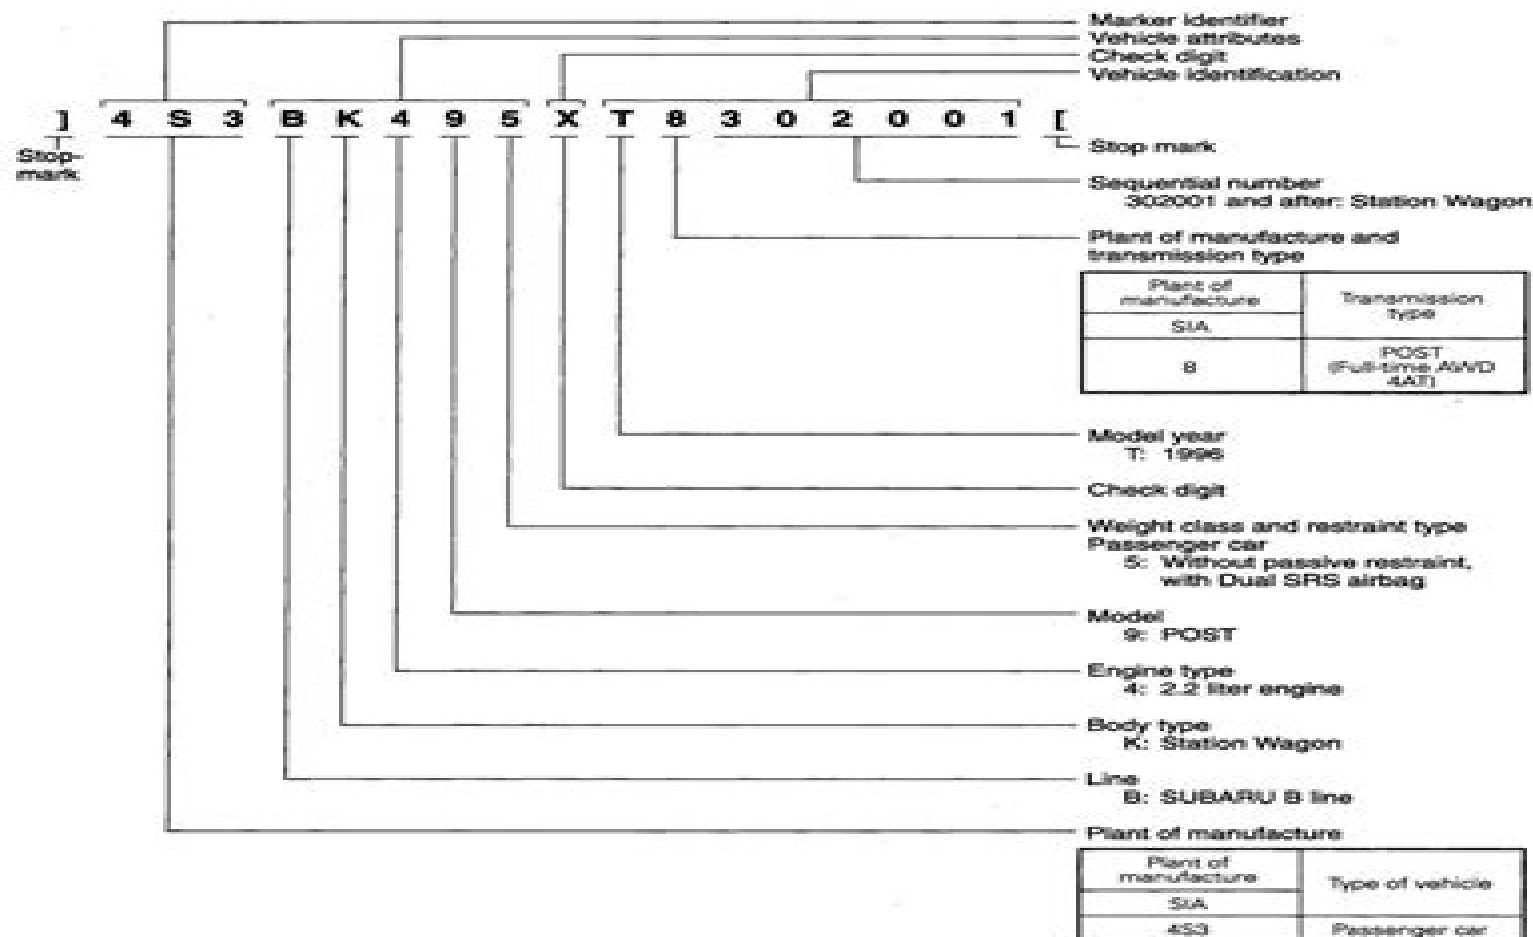 Marker identifier
Vehicle attributes
Check digit
Vehicle identification
] 4 S 3 B K 4 9 5 X T 8 3 0 2 0 0 1 [
Stop-
mark
Stop mark
Sequential number
302001 and after: Station Wagon
Plant of manufacture and
transmission type
Plant of
manufacture
Transmission
type
SIA
8
POST
(Full-time AWD
4AT)
Model year
T: 1996
Check digit
Weight class and restraint type
Passenger car
5: Without passive restraint,
with Dual SRS airbag
Model
9: POST
Engine type
4: 2.2 liter engine
Body type
K: Station Wagon
Line
B: SUBARU B line
Plant of manufacture
Plant of
manufacture
Type of vehicle
SIA
4S3
Passenger car